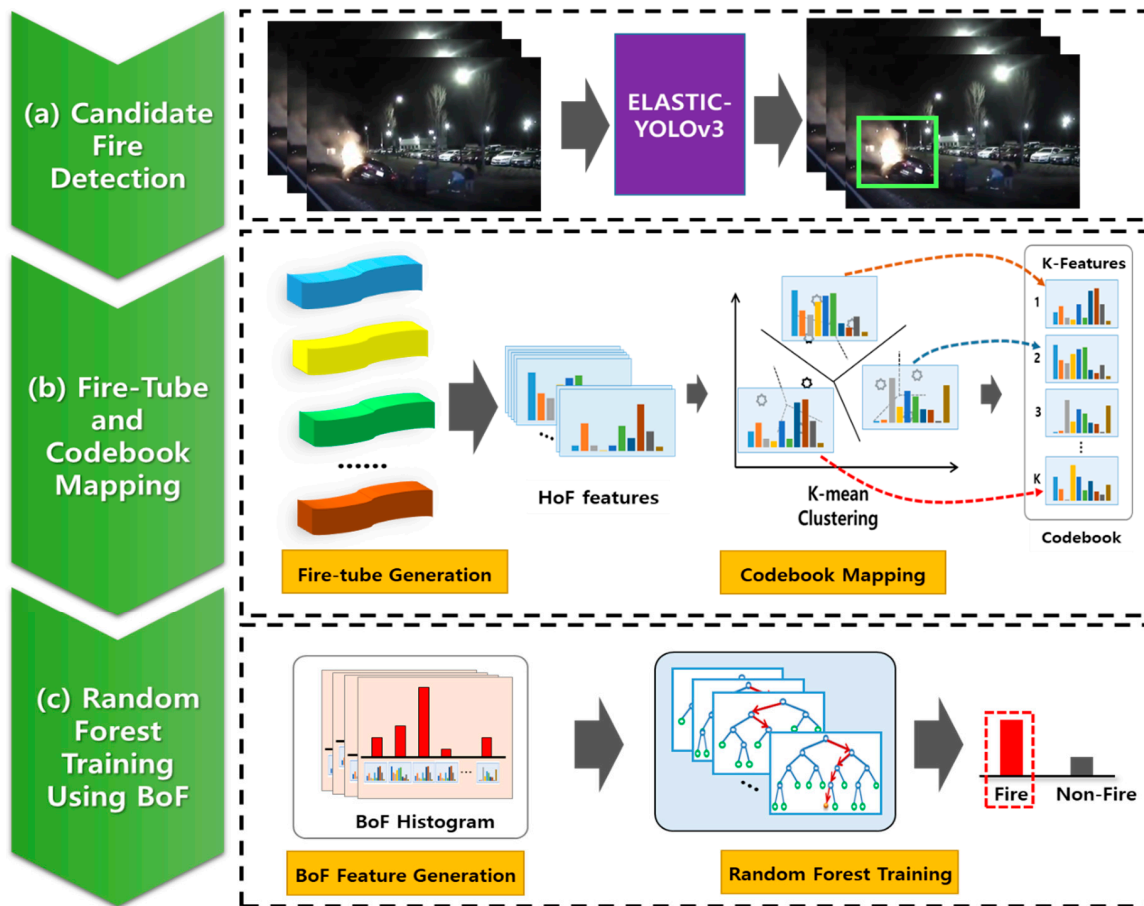 (a) Candidate
Fire
Detection
ELASTIC-
YOLOv3
(b) Fire-Tube
and
Codebook
Mapping
......
HoF features
K-mean
Clustering
K-Features
1
2
3
K
Codebook
Fire-tube Generation
Codebook Mapping
(c) Random
Forest
Training
Using BoF
BoF Histogram
Fire
Non-Fire
BoF Feature Generation
Random Forest Training